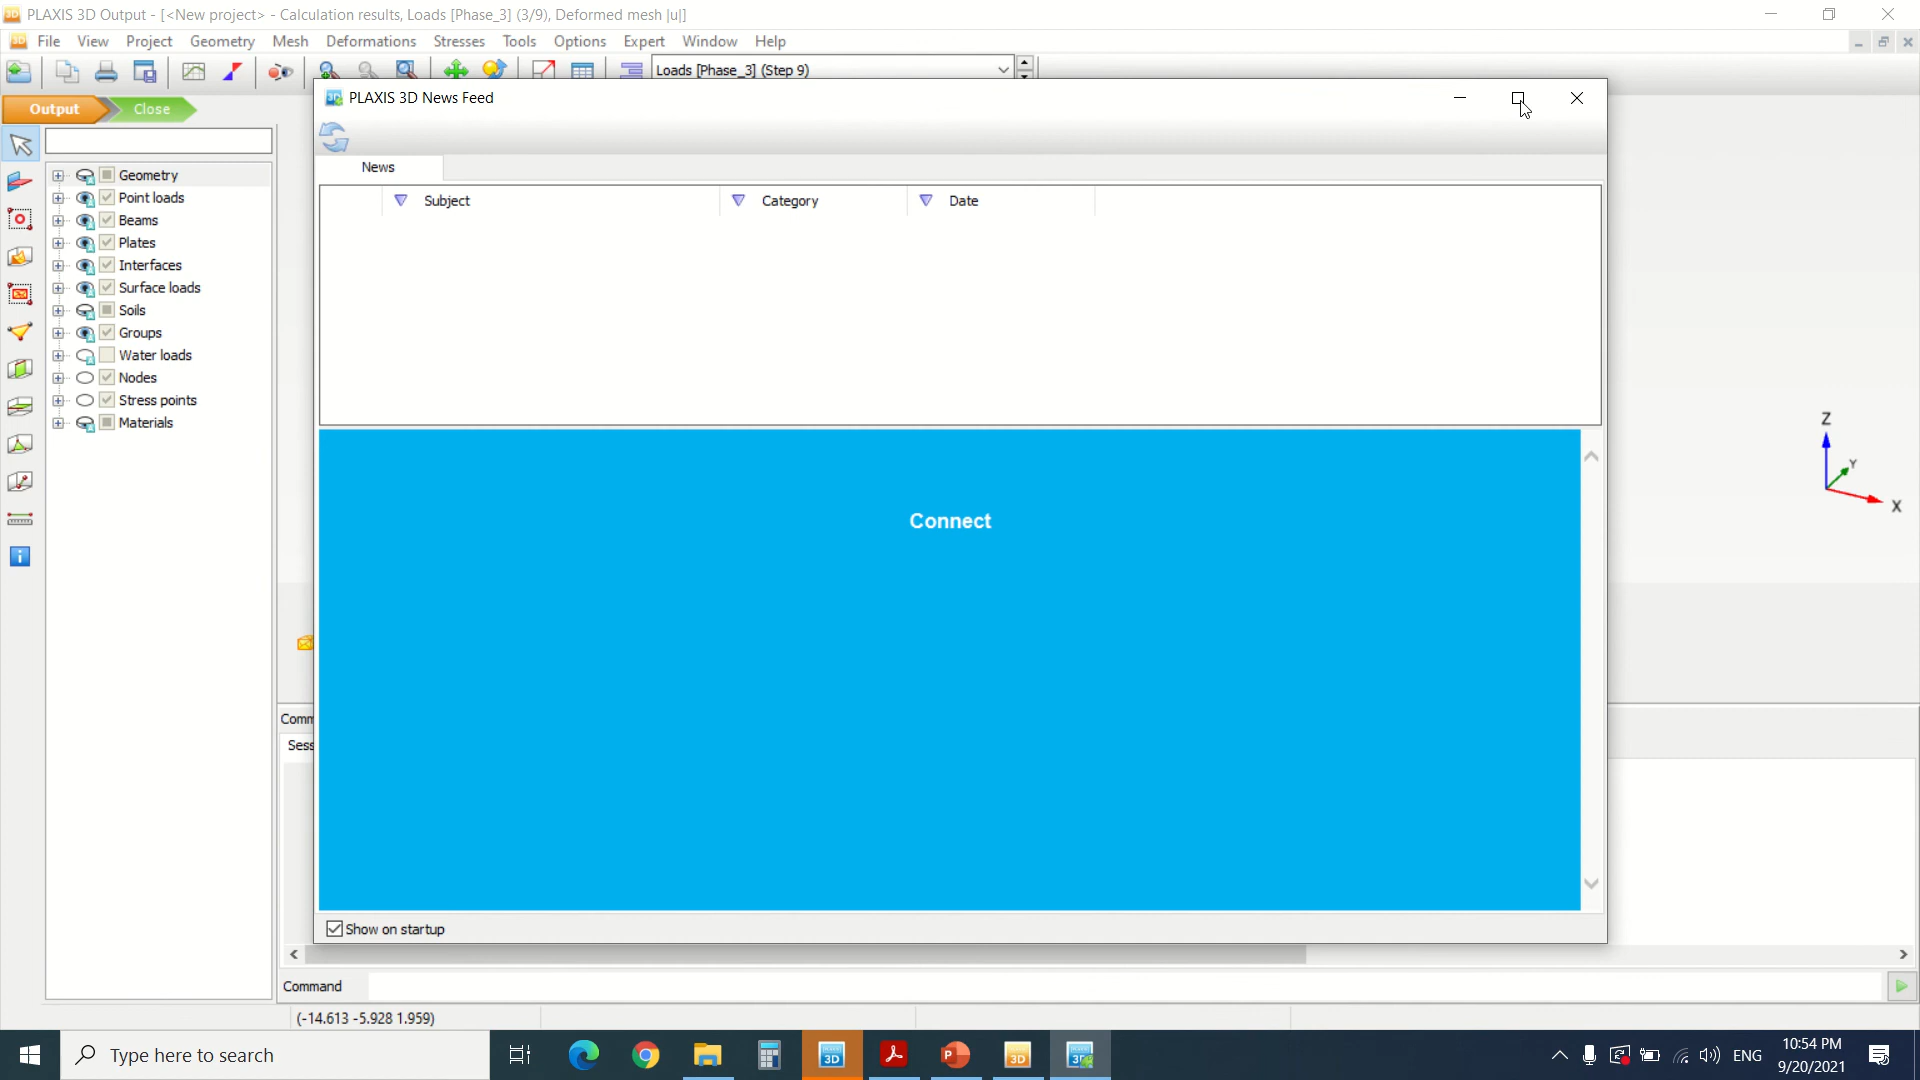 PLAXIS 3D Output - [<New project> - Calculation results, Loads [Phase_3] (3/9), Deformed mesh |u|]
File View Project Geometry Mesh Deformations Stresses Tools Options Expert Window Help
Loads [Phase_3] (Step 9)
PLAXIS 3D News Feed
Output Close
News
Subject Category Date
Geometry
Point loads
Beams
Plates
Interfaces
Surface loads
Soils
Groups
Water loads
Nodes
Stress points
Materials
Connect
Z
Y
X
Comm
Sess
Show on startup
Command
(-14.613 -5.928 1.959)
Type here to search
ENG
10:54 PM
9/20/2021